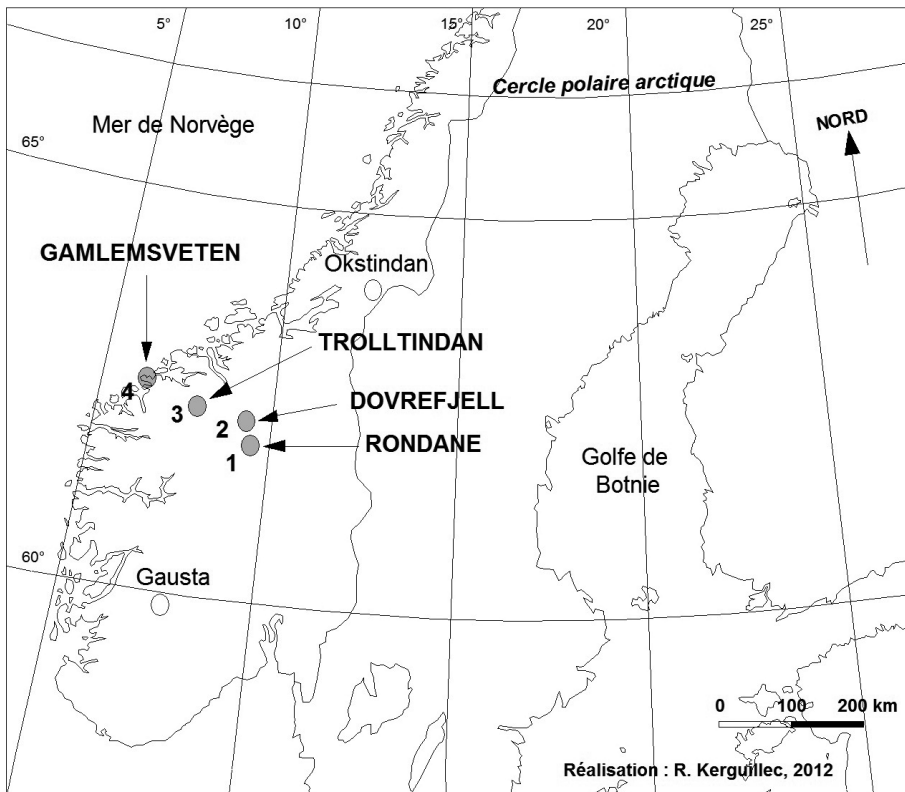 5°
10°
15°
20°
25°
Cercle polaire arctique
Mer de Norvège
NORD
65°
GAMLEMSVETEN
Okstindan
TROLLTINDAN
4
3
DOVREFJELL
2
RONDANE
1
Golfe de
Botnie
60°
Gausta
0 100 200 km
Réalisation : R. Kerguillec, 2012